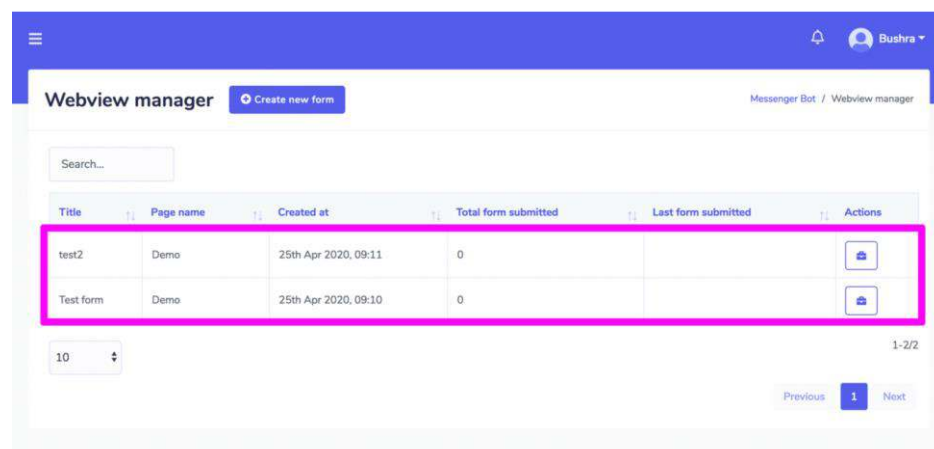 Bushra
Webview manager
Create new form
Messenger Bot / Webview manager
Search...
Title Page name Created at Total form submitted Last form submitted Actions
test2 Demo 25th Apr 2020, 09:11 0
Test form Demo 25th Apr 2020, 09:10 0
10
1-2/2
Previous 1 Next